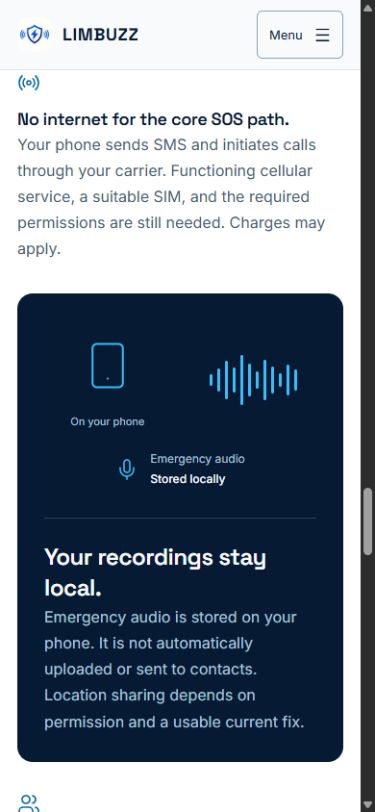 LIMBUZZ
Menu
No internet for the core SOS path.
Your phone sends SMS and initiates calls
through your carrier. Functioning cellular
service, a suitable SIM, and the required
permissions are still needed. Charges may
apply.
On your phone
Emergency audio
Stored locally
Your recordings stay
local.
Emergency audio is stored on your
phone. It is not automatically
uploaded or sent to contacts.
Location sharing depends on
permission and a usable current fix.